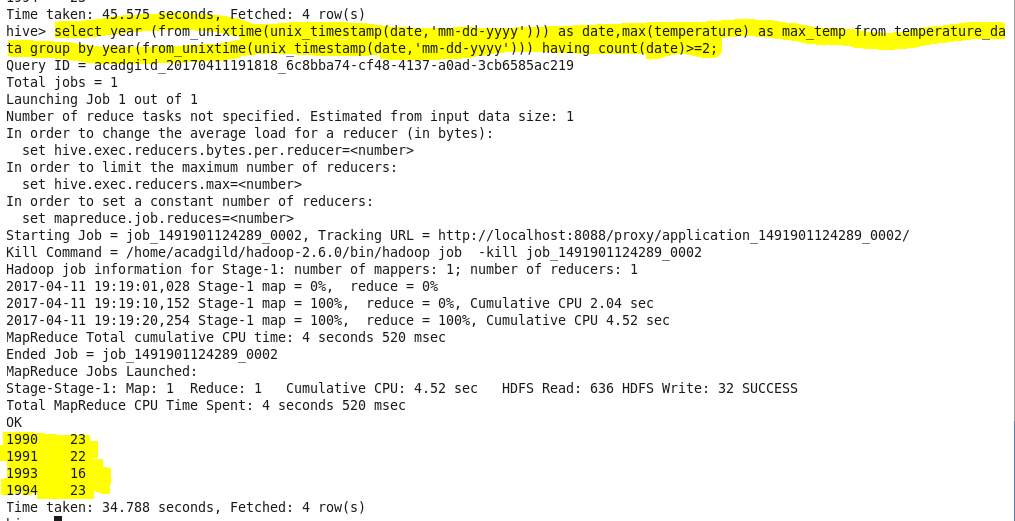 Time taken: 45.575 seconds, Fetched: 4 row(s)
hive> select year (from_unixtime(unix_timestamp(date,'mm-dd-yyyy'))) as date,max(temperature) as max_temp from temperature_da
ta group by year(from_unixtime(unix_timestamp(date,'mm-dd-yyyy'))) having count(date)>=2;
Query ID = acadgild_20170411191818_6c8bba74-cf48-4137-a0ad-3cb6585ac219
Total jobs = 1
Launching Job 1 out of 1
Number of reduce tasks not specified. Estimated from input data size: 1
In order to change the average load for a reducer (in bytes):
  set hive.exec.reducers.bytes.per.reducer=<number>
In order to limit the maximum number of reducers:
  set hive.exec.reducers.max=<number>
In order to set a constant number of reducers:
  set mapreduce.job.reduces=<number>
Starting Job = job_1491901124289_0002, Tracking URL = http://localhost:8088/proxy/application_1491901124289_0002/
Kill Command = /home/acadgild/hadoop-2.6.0/bin/hadoop job  -kill job_1491901124289_0002
Hadoop job information for Stage-1: number of mappers: 1; number of reducers: 1
2017-04-11 19:19:01,028 Stage-1 map = 0%,  reduce = 0%
2017-04-11 19:19:10,152 Stage-1 map = 100%,  reduce = 0%, Cumulative CPU 2.04 sec
2017-04-11 19:19:20,254 Stage-1 map = 100%,  reduce = 100%, Cumulative CPU 4.52 sec
MapReduce Total cumulative CPU time: 4 seconds 520 msec
Ended Job = job_1491901124289_0002
MapReduce Jobs Launched:
Stage-Stage-1: Map: 1  Reduce: 1   Cumulative CPU: 4.52 sec   HDFS Read: 636 HDFS Write: 32 SUCCESS
Total MapReduce CPU Time Spent: 4 seconds 520 msec
OK
1990    23
1991    22
1993    16
1994    23
Time taken: 34.788 seconds, Fetched: 4 row(s)